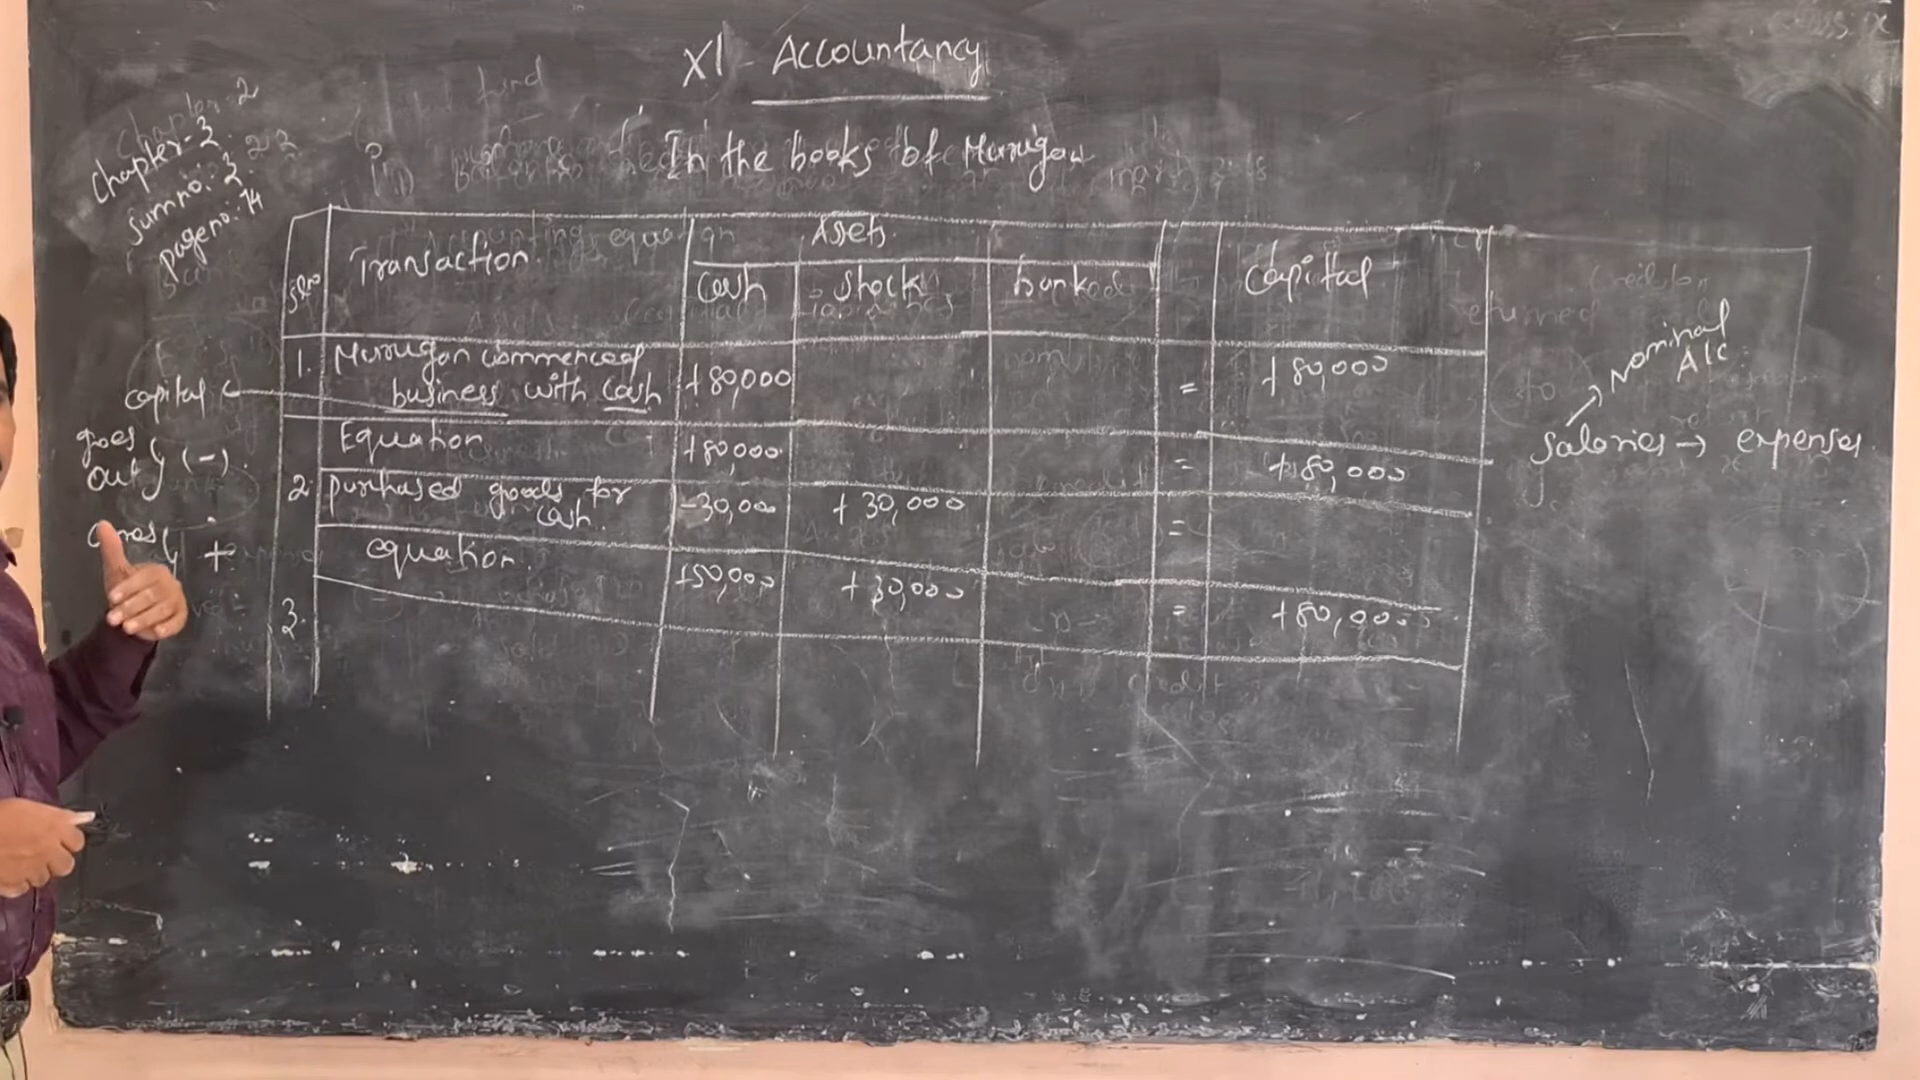 XI - Accountancy
chapter-3
sum no: 3
page no: 74
In the books of Murugan
Sl.no
Transaction
Assets
Cash
Stock
bank
Capital
1. Murugan commenced
business with cash
+80,000
=
+80,000
capital
Equation
+80,000
=
+80,000
goes
out} (-)
2. purchased goods for
cash.
-30,000
+30,000
=
+
equation.
+50,000
+30,000
=
+80,000
3.
Nominal
A/c
Salaries → expenses